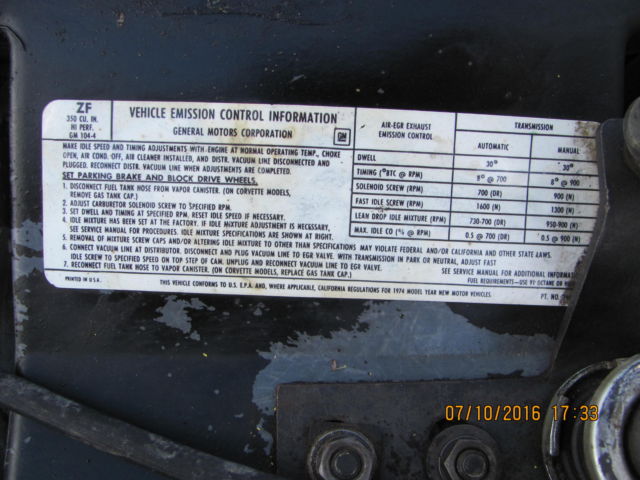 ZF
350 CU. IN.
HI PERF.
GM 104-4
VEHICLE EMISSION CONTROL INFORMATION
GENERAL MOTORS CORPORATION
GM
MAKE IDLE SPEED AND TIMING ADJUSTMENTS WITH ENGINE AT NORMAL OPERATING TEMP., CHOKE
OPEN, AIR COND. OFF, AIR CLEANER INSTALLED, AND DISTR. VACUUM LINE DISCONNECTED AND
PLUGGED. RECONNECT DISTR. VACUUM LINE WHEN ADJUSTMENTS ARE COMPLETED.
SET PARKING BRAKE AND BLOCK DRIVE WHEELS.
1. DISCONNECT FUEL TANK HOSE FROM VAPOR CANISTER. (ON CORVETTE MODELS,
REMOVE GAS TANK CAP.)
2. ADJUST CARBURETOR SOLENOID SCREW TO SPECIFIED RPM.
3. SET DWELL AND TIMING AT SPECIFIED RPM, RESET IDLE SPEED IF NECESSARY.
4. IDLE MIXTURE HAS BEEN SET AT THE FACTORY. IF IDLE MIXTURE ADJUSTMENT IS NECESSARY,
SEE SERVICE MANUAL FOR PROCEDURES. IDLE MIXTURE SPECIFICATIONS ARE SHOWN AT RIGHT.
5. REMOVAL OF MIXTURE SCREW CAPS AND/OR ALTERING IDLE MIXTURE TO OTHER THAN SPECIFICATIONS MAY VIOLATE FEDERAL AND/OR CALIFORNIA AND OTHER STATE LAWS.
6. CONNECT VACUUM LINE AT DISTRIBUTOR. DISCONNECT AND PLUG VACUUM LINE TO EGR VALVE. WITH TRANSMISSION IN PARK OR NEUTRAL, ADJUST FAST
IDLE SCREW TO SPECIFIED SPEED ON TOP STEP OF CAM. UNPLUG AND RECONNECT VACUUM LINE TO EGR VALVE.
7. RECONNECT FUEL TANK HOSE TO VAPOR CANISTER. (ON CORVETTE MODELS, REPLACE GAS TANK CAP.)
AIR-EGR EXHAUST
EMISSION CONTROL
TRANSMISSION
AUTOMATIC MANUAL
DWELL 30° 30°
TIMING (°BTC @ RPM) 8° @ 700 8° @ 900
SOLENOID SCREW (RPM) 700 (DR) 900 (N)
FAST IDLE SCREW (RPM) 1600 (N) 1300 (N)
LEAN DROP IDLE MIXTURE (RPM) 730-700 (DR) 950-900 (N)
MAX. IDLE CO (% @ RPM) 0.5 @ 700 (DR) 0.5 @ 900 (N)
SEE SERVICE MANUAL FOR ADDITIONAL INFORMAT
FUEL REQUIREMENTS—USE 91 OCTANE OR HI
PRINTED IN U.S.A.
THIS VEHICLE CONFORMS TO U.S. E.P.A. AND, WHERE APPLICABLE, CALIFORNIA REGULATIONS FOR 1974 MODEL YEAR NEW MOTOR VEHICLES.
PT. NO.
07/10/2016 17:33